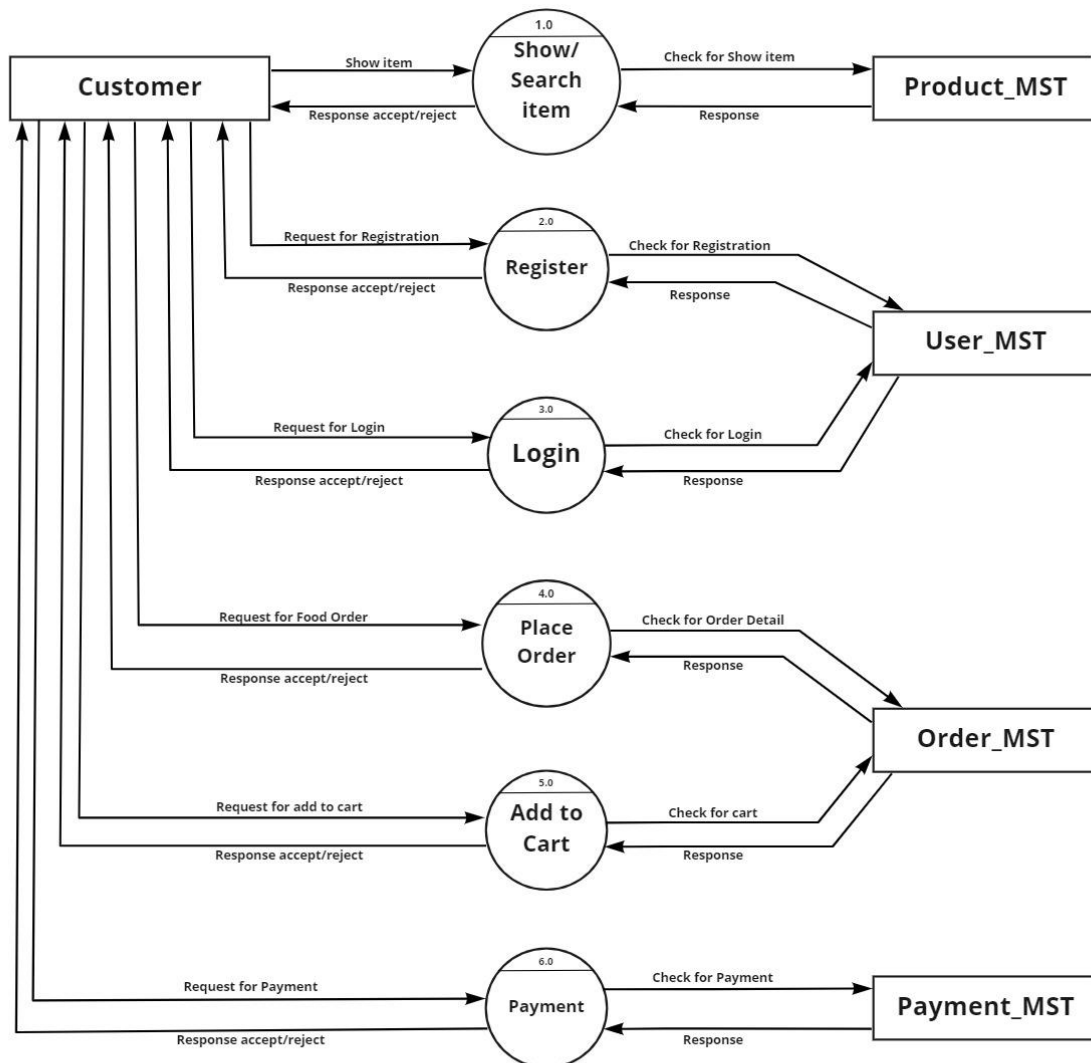 1.0
Show/
Search
item
Customer
Show item
Response accept/reject
Check for Show item
Response
Product_MST
2.0
Register
Request for Registration
Response accept/reject
Check for Registration
Response
User_MST
3.0
Login
Request for Login
Response accept/reject
Check for Login
Response
4.0
Place
Order
Request for Food Order
Response accept/reject
Check for Order Detail
Response
Order_MST
5.0
Add to
Cart
Request for add to cart
Response accept/reject
Check for cart
Response
6.0
Payment
Request for Payment
Response accept/reject
Check for Payment
Response
Payment_MST